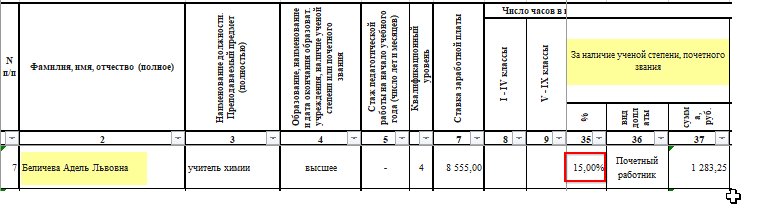 Число часов в н
N
п/п
Фамилия, имя, отчество (полное)
Наименование должности.
Преподаваемый предмет
(полностью)
Образование, наименование
и дата окончания образоват.
учреждения, наличие ученой
степени или почетного
звания
Стаж педагогической
работы на начало учебного
года (число лет и месяцев)
Квалификационный
уровень
Ставка заработной платы
I - IV классы
V - IX классы
За наличие ученой степени, почетного
звания
%
вид
допл
аты
сумм
а,
руб.
2 3 4 5 6 7 8 9 35 36 37
7 Беличева Адель Львовна учитель химии высшее - 4 8 555,00 15,00% Почетный
работник 1 283,25